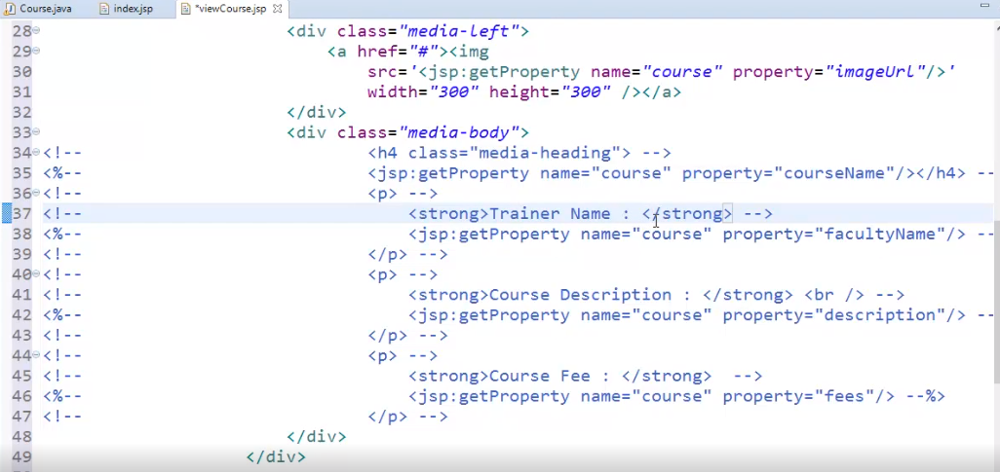 Course.java index.jsp *viewCourse.jsp
28 <div class="media-left">
29 <a href="#"><img
30 src='<jsp:getProperty name="course" property="imageUrl"/>'
31 width="300" height="300" /></a>
32 </div>
33 <div class="media-body">
34 <!-- <h4 class="media-heading"> -->
35 <%-- <jsp:getProperty name="course" property="courseName"/></h4> --
36 <!-- <p> -->
37 <!-- <strong>Trainer Name : </strong> -->
38 <%-- <jsp:getProperty name="course" property="facultyName"/> --
39 <!-- </p> -->
40 <!-- <p> -->
41 <!-- <strong>Course Description : </strong> <br /> -->
42 <%-- <jsp:getProperty name="course" property="description"/> --
43 <!-- </p> -->
44 <!-- <p> -->
45 <!-- <strong>Course Fee : </strong> -->
46 <%-- <jsp:getProperty name="course" property="fees"/> --%>
47 <!-- </p> -->
48 </div>
49 </div>